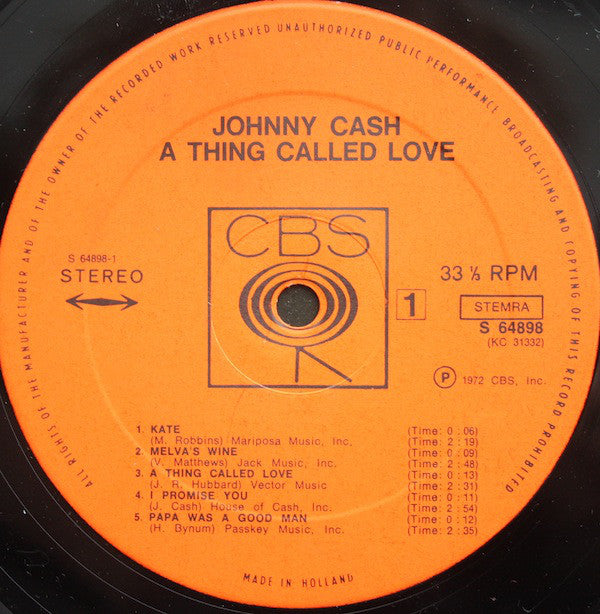 ALL RIGHTS OF THE MANUFACTURER AND OF THE OWNER OF THE RECORDED WORK RESERVED UNAUTHORIZED PUBLIC PERFORMANCE BROADCASTING AND COPYING OF THIS RECORD PROHIBITED
JOHNNY CASH
A THING CALLED LOVE
CBS
S 64898-1
STEREO
33⅓ RPM
1
STEMRA
S 64898
(KC 31332)
Ⓟ 1972 CBS, Inc.
1. KATE (Time: 0:06)
(M. Robbins) Mariposa Music, Inc. (Time: 2:19)
2. MELVA'S WINE (Time: 0:09)
(V. Matthews) Jack Music, Inc. (Time: 2:48)
3. A THING CALLED LOVE (Time: 0:13)
(J. R. Hubbard) Vector Music (Time: 2:31)
4. I PROMISE YOU (Time: 0:11)
(J. Cash) House of Cash, Inc. (Time: 2:54)
5. PAPA WAS A GOOD MAN (Time: 0:12)
(H. Bynum) Passkey Music, Inc. (Time: 2:35)
MADE IN HOLLAND